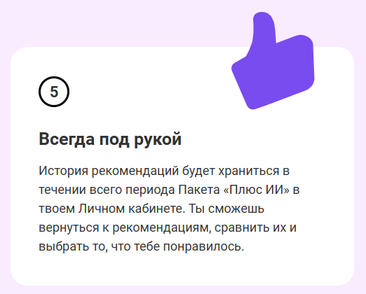 5
Всегда под рукой
История рекомендаций будет храниться в
течении всего периода Пакета «Плюс ИИ» в
твоем Личном кабинете. Ты сможешь
вернуться к рекомендациям, сравнить их и
выбрать то, что тебе понравилось.